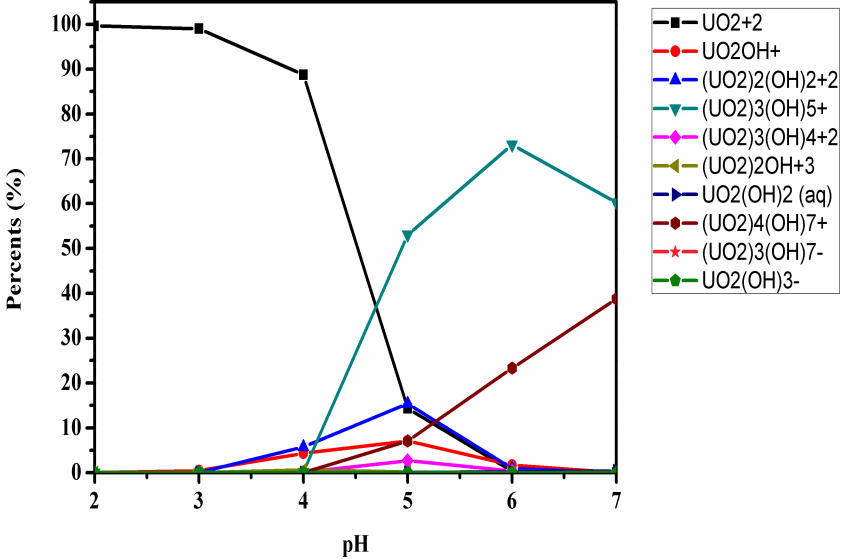 100
90
80
70
60
50
40
30
20
10
0
Percents (%)
2 3 4 5 6 7
pH
UO2+2
UO2OH+
(UO2)2(OH)2+2
(UO2)3(OH)5+
(UO2)3(OH)4+2
(UO2)2OH+3
UO2(OH)2 (aq)
(UO2)4(OH)7+
(UO2)3(OH)7-
UO2(OH)3-